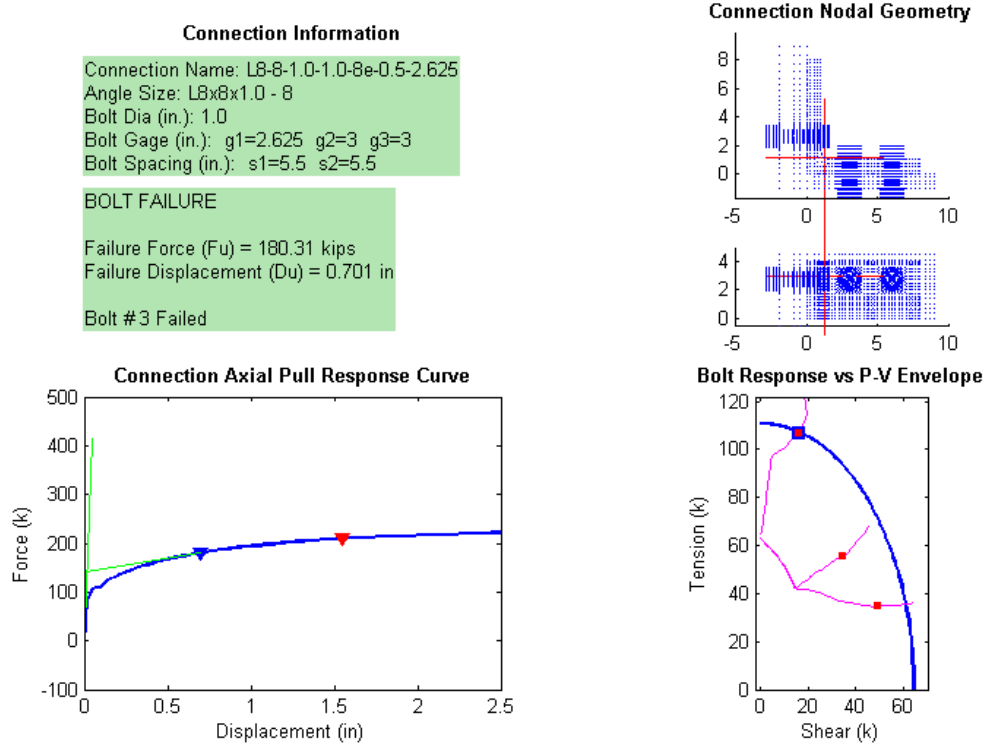 Connection Information
Connection Name: L8-8-1.0-1.0-8e-0.5-2.625
Angle Size: L8x8x1.0 - 8
Bolt Dia (in.): 1.0
Bolt Gage (in.): g1=2.625 g2=3 g3=3
Bolt Spacing (in.): s1=5.5 s2=5.5
BOLT FAILURE
Failure Force (Fu) = 180.31 kips
Failure Displacement (Du) = 0.701 in
Bolt #3 Failed
Connection Nodal Geometry
8
6
4
2
0
-5 0 5 10
4
2
0
-5 0 5 10
Connection Axial Pull Response Curve
Force (k)
500
400
300
200
100
0
-100
0 0.5 1 1.5 2 2.5
Displacement (in)
Bolt Response vs P-V Envelope
Tension (k)
120
100
80
60
40
20
0
0 20 40 60
Shear (k)